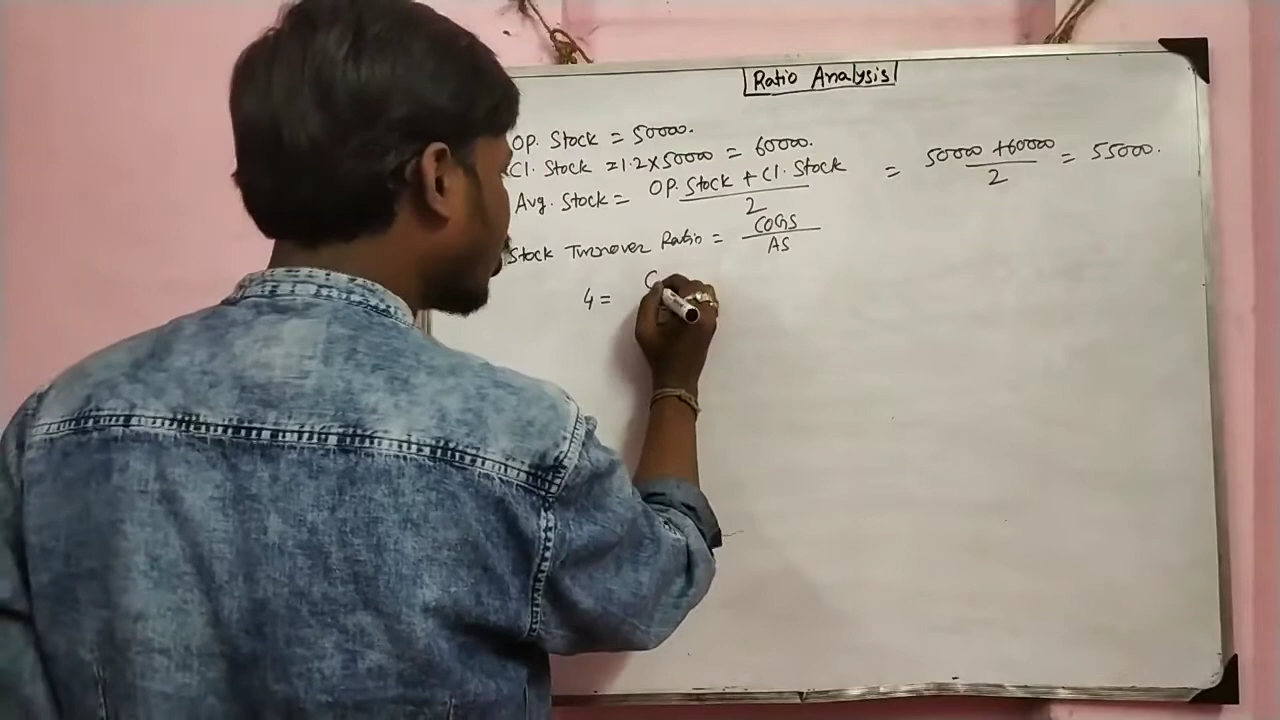 Ratio Analysis
OP. Stock = 50000.
Cl. Stock = 1.2 × 50000 = 60000.
Avg. Stock = OP. Stock + Cl. Stock / 2 = 50000 + 60000 / 2 = 55000.
Stock Turnover Ratio = COGS / AS
4 = C